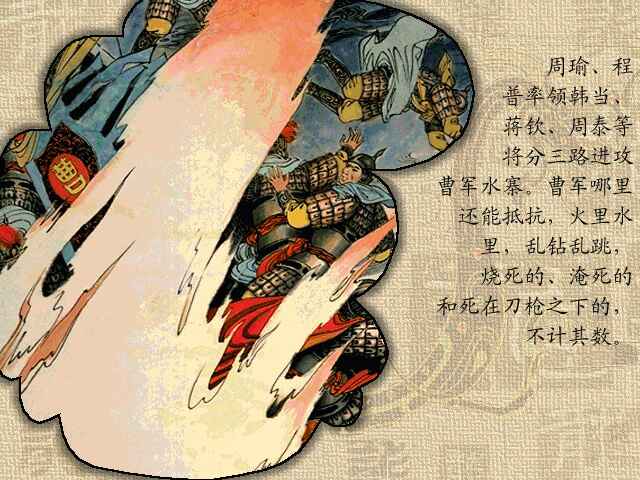 周瑜、程
普率领韩当、
蒋钦、周泰等
将分三路进攻
曹军水寨。曹军哪里
还能抵抗，火里水
里，乱钻乱跳，
烧死的、淹死的
和死在刀枪之下的，
不计其数。